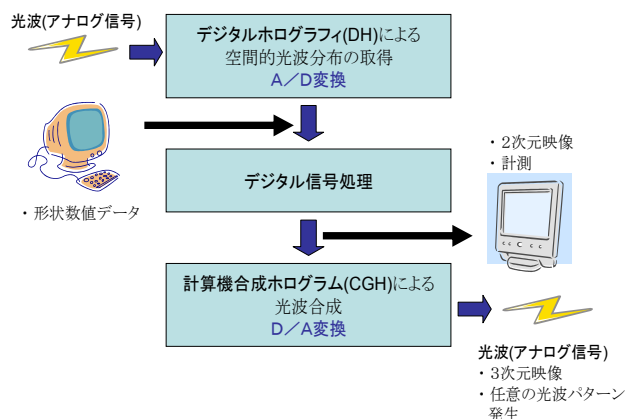 光波(アナログ信号)
デジタルホログラフィ(DH)による
空間的光波分布の取得
A／D変換
・形状数値データ
デジタル信号処理
・2次元映像
・計測
計算機合成ホログラム(CGH)による
光波合成
D／A変換
光波(アナログ信号)
・3次元映像
・任意の光波パターン
発生